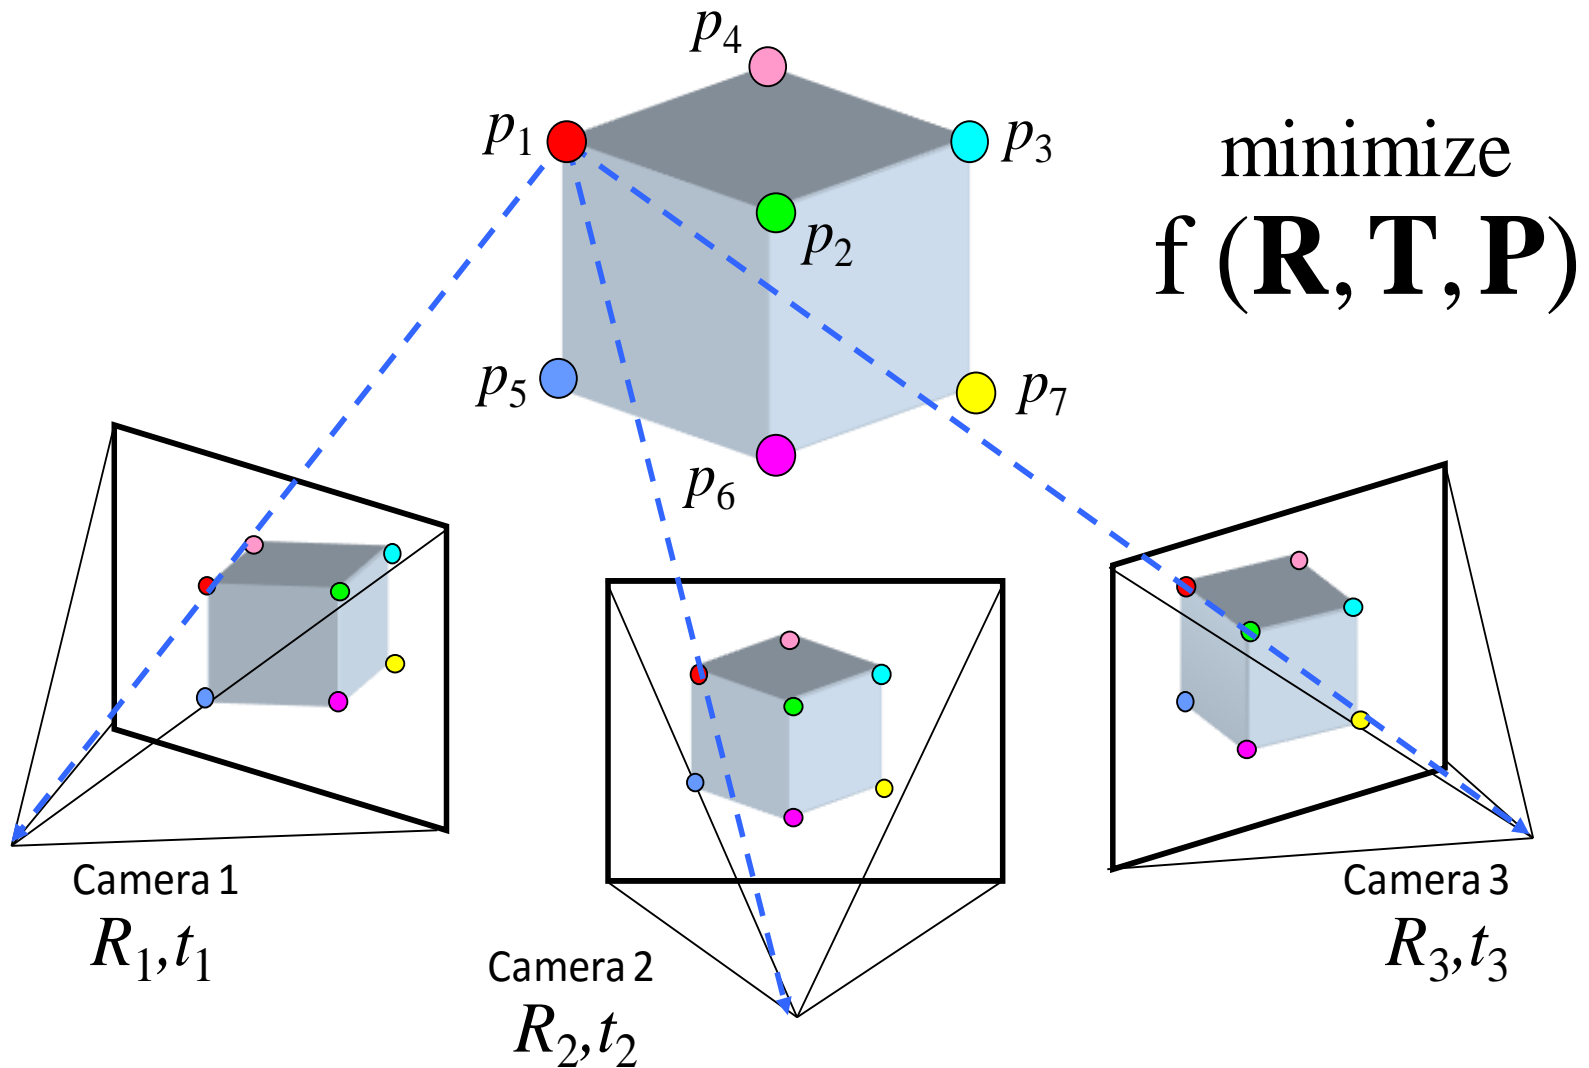 p₄
p₁
p₃
p₂
p₅
p₇
p₆
minimize
f (R, T, P)
Camera 1
R₁,t₁
Camera 2
R₂,t₂
Camera 3
R₃,t₃